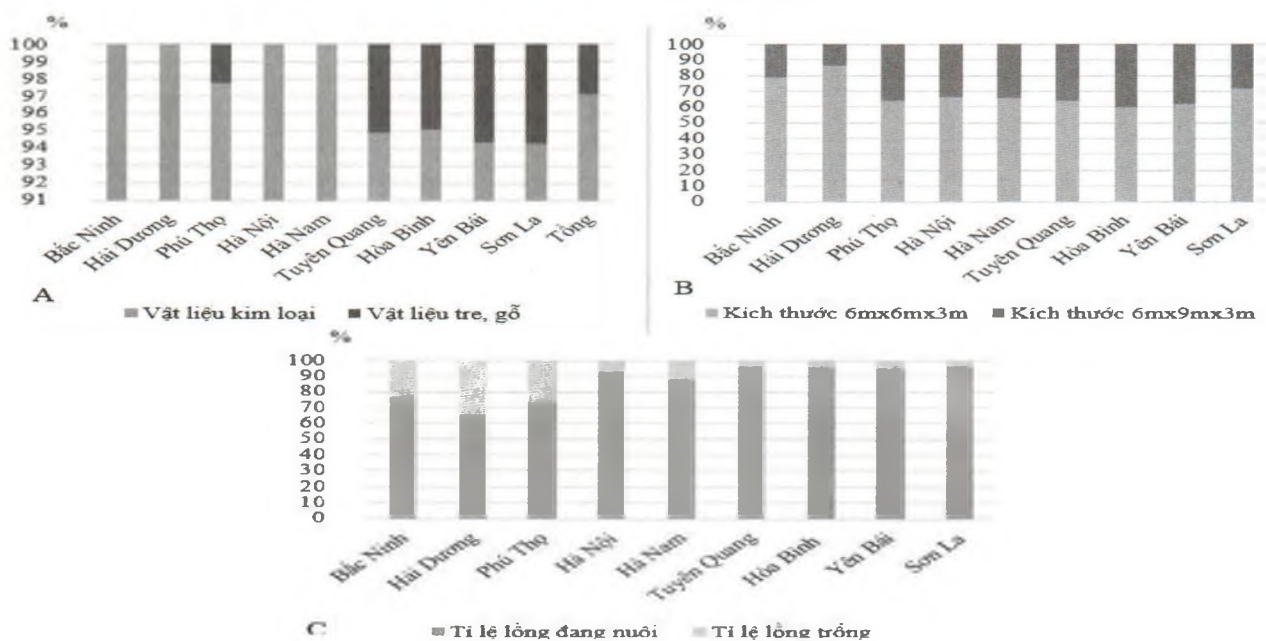 %
100
99
98
97
96
95
94
93
92
91
Bắc Ninh
Hải Dương
Phú Thọ
Hà Nội
Hà Nam
Tuyên Quang
Hòa Bình
Yên Bái
Sơn La
Tổng
A
Vật liệu kim loại
Vật liệu tre, gỗ
%
100
90
80
70
60
50
40
30
20
10
0
Bắc Ninh
Hải Dương
Phú Thọ
Hà Nội
Hà Nam
Tuyên Quang
Hòa Bình
Yên Bái
Sơn La
B
Kích thước 6mx6mx3m
Kích thước 6mx9mx3m
%
100
90
80
70
60
50
40
30
20
10
0
Bắc Ninh
Hải Dương
Phú Thọ
Hà Nội
Hà Nam
Tuyên Quang
Hòa Bình
Yên Bái
Sơn La
C
Tỉ lệ lồng đang nuôi
Tỉ lệ lồng trống